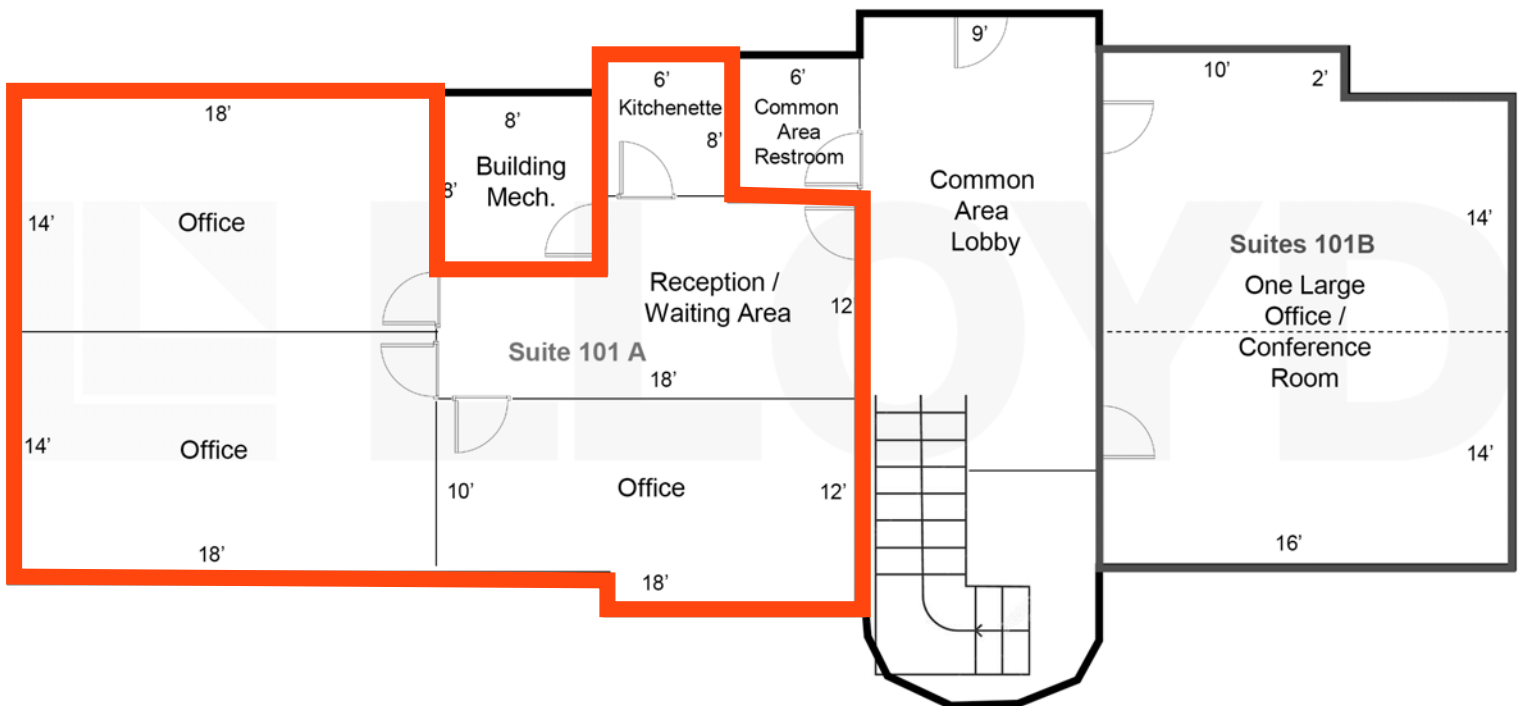 18’
14’
Office
14’
Office
18’
8’
8’
Building
Mech.
6’
Kitchenette
8’
6’
Common
Area
Restroom
Reception /
Waiting Area
12’
Suite 101 A
18’
10’
Office
12’
18’
9’
Common
Area
Lobby
10’
2’
14’
Suites 101B
One Large
Office /
Conference
Room
14’
16’
LLOYD